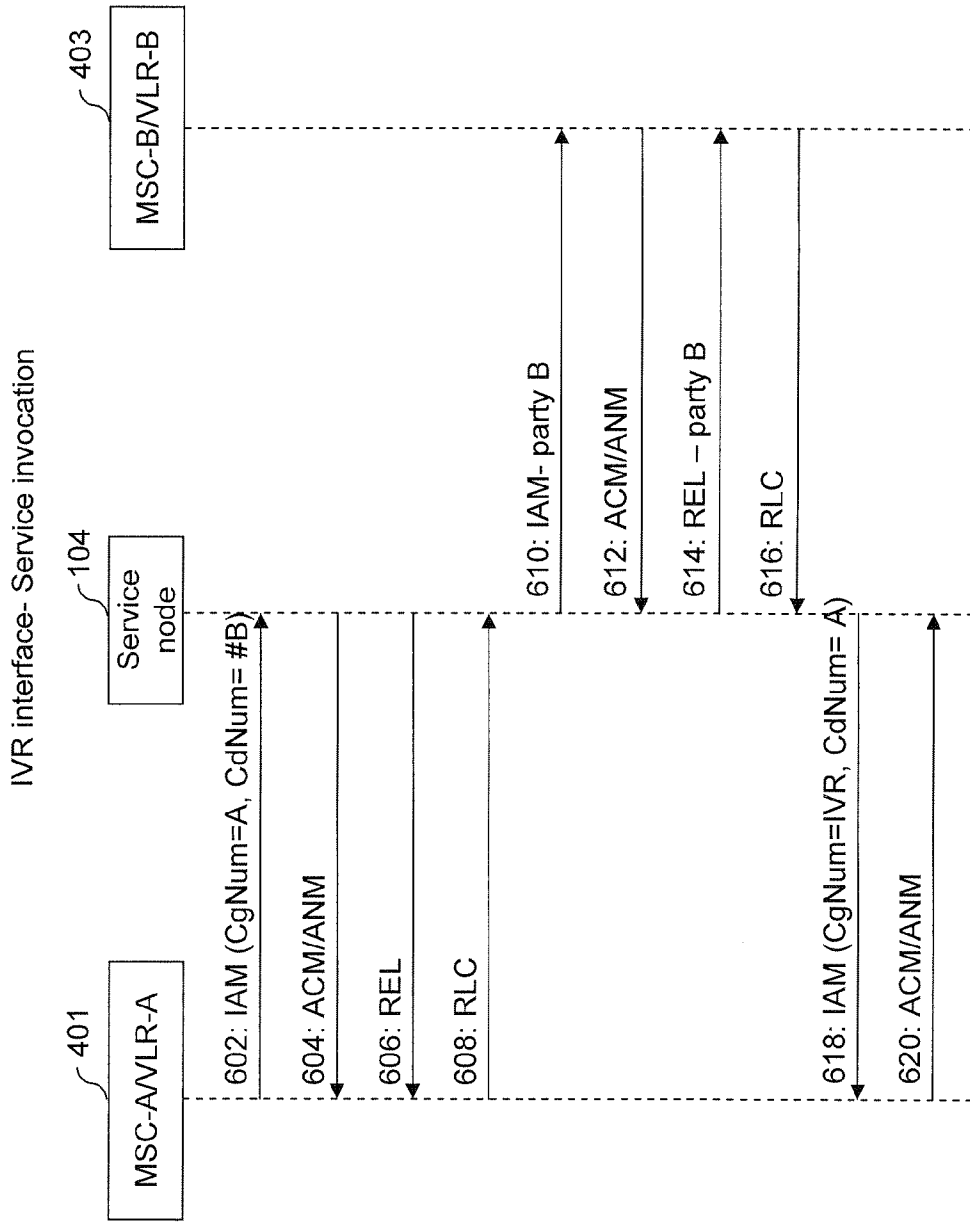 IVR interface- Service invocation
401
MSC-A/VLR-A
104
Service
node
403
MSC-B/VLR-B
602: IAM (CgNum=A, CdNum= #B)
604: ACM/ANM
606: REL
608: RLC
610: IAM- party B
612: ACM/ANM
614: REL – party B
616: RLC
618: IAM (CgNum=IVR, CdNum= A)
620: ACM/ANM